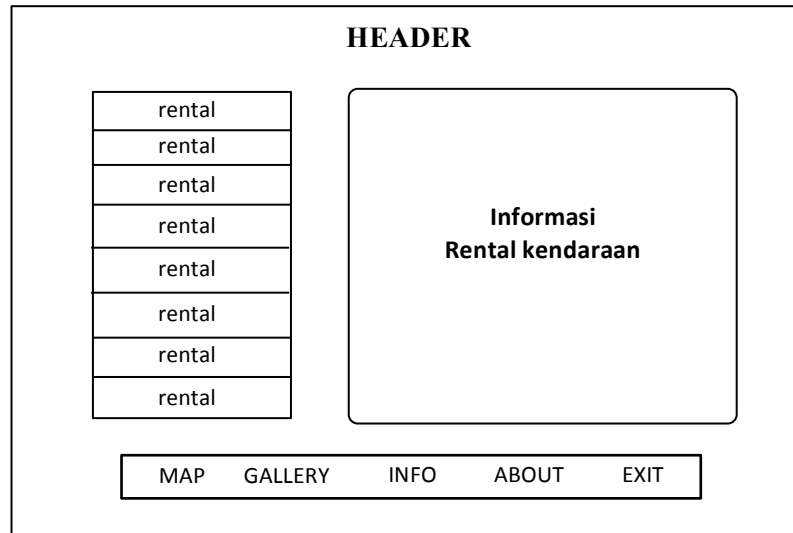 HEADER
rental
rental
rental
rental
rental
rental
rental
rental
Informasi
Rental kendaraan
MAP GALLERY INFO ABOUT EXIT